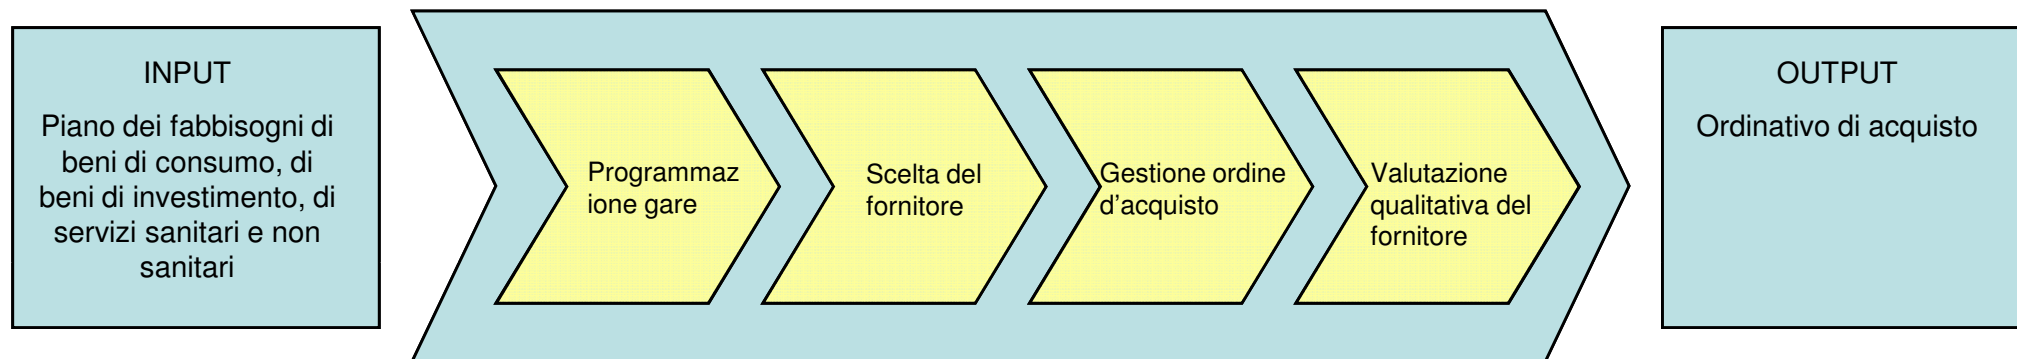 INPUT
Piano dei fabbisogni di
beni di consumo, di
beni di investimento, di
servizi sanitari e non
sanitari
Programmaz
ione gare
Scelta del
fornitore
Gestione ordine
d'acquisto
Valutazione
qualitativa del
fornitore
OUTPUT
Ordinativo di acquisto